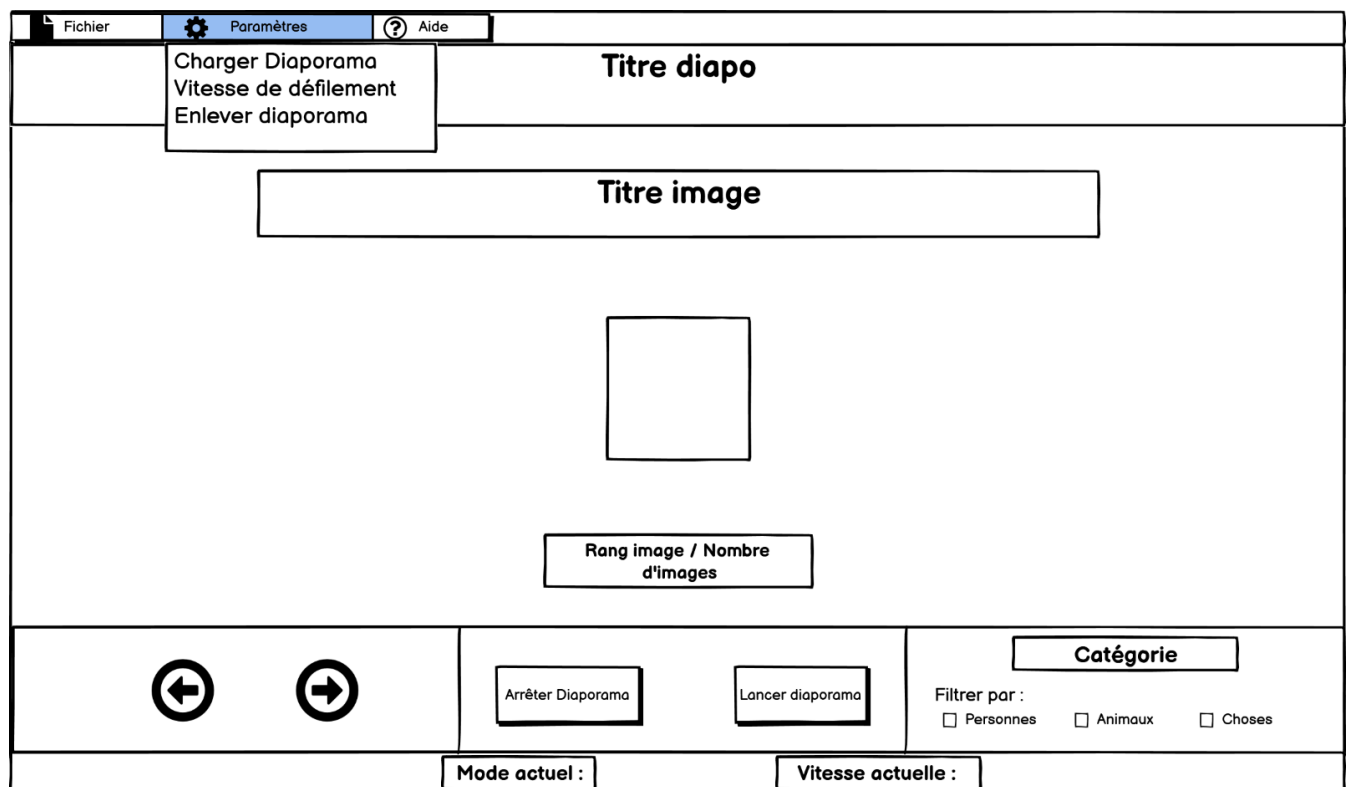 Fichier
Paramètres
Aide
Charger Diaporama
Vitesse de défilement
Enlever diaporama
Titre diapo
Titre image
Rang image / Nombre
d'images
Arrêter Diaporama
Lancer diaporama
Catégorie
Filtrer par :
Personnes
Animaux
Choses
Mode actuel :
Vitesse actuelle :